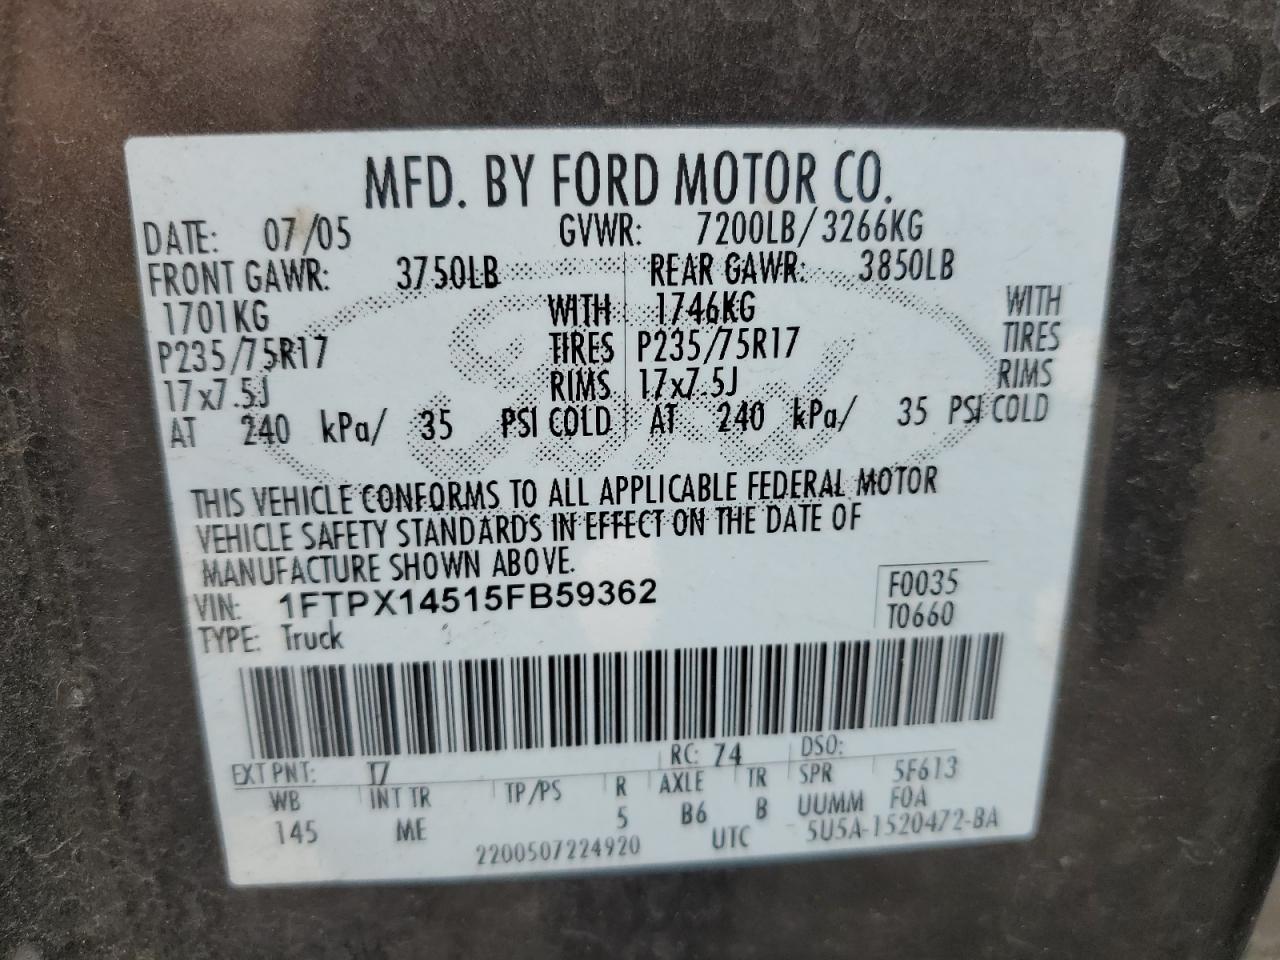 MFD. BY FORD MOTOR CO.
DATE: 07/05 GVWR: 7200LB/3266KG
FRONT GAWR: 3750LB REAR GAWR: 3850LB
1701KG WITH 1746KG WITH
P235/75R17 TIRES P235/75R17 TIRES
17x7.5J RIMS 17x7.5J RIMS
AT 240 kPa/ 35 PSI COLD AT 240 kPa/ 35 PSI COLD
THIS VEHICLE CONFORMS TO ALL APPLICABLE FEDERAL MOTOR
VEHICLE SAFETY STANDARDS IN EFFECT ON THE DATE OF
MANUFACTURE SHOWN ABOVE.
VIN: 1FTPX14515FB59362 F0035
TYPE: Truck T0660
EXT PNT: T7 RC: 74 DSO:
WB INT TR TP/PS R AXLE TR SPR 5F613
145 ME 5 B6 B UUMM F0A
2200507224920 UTC 5U5A-1520472-BA